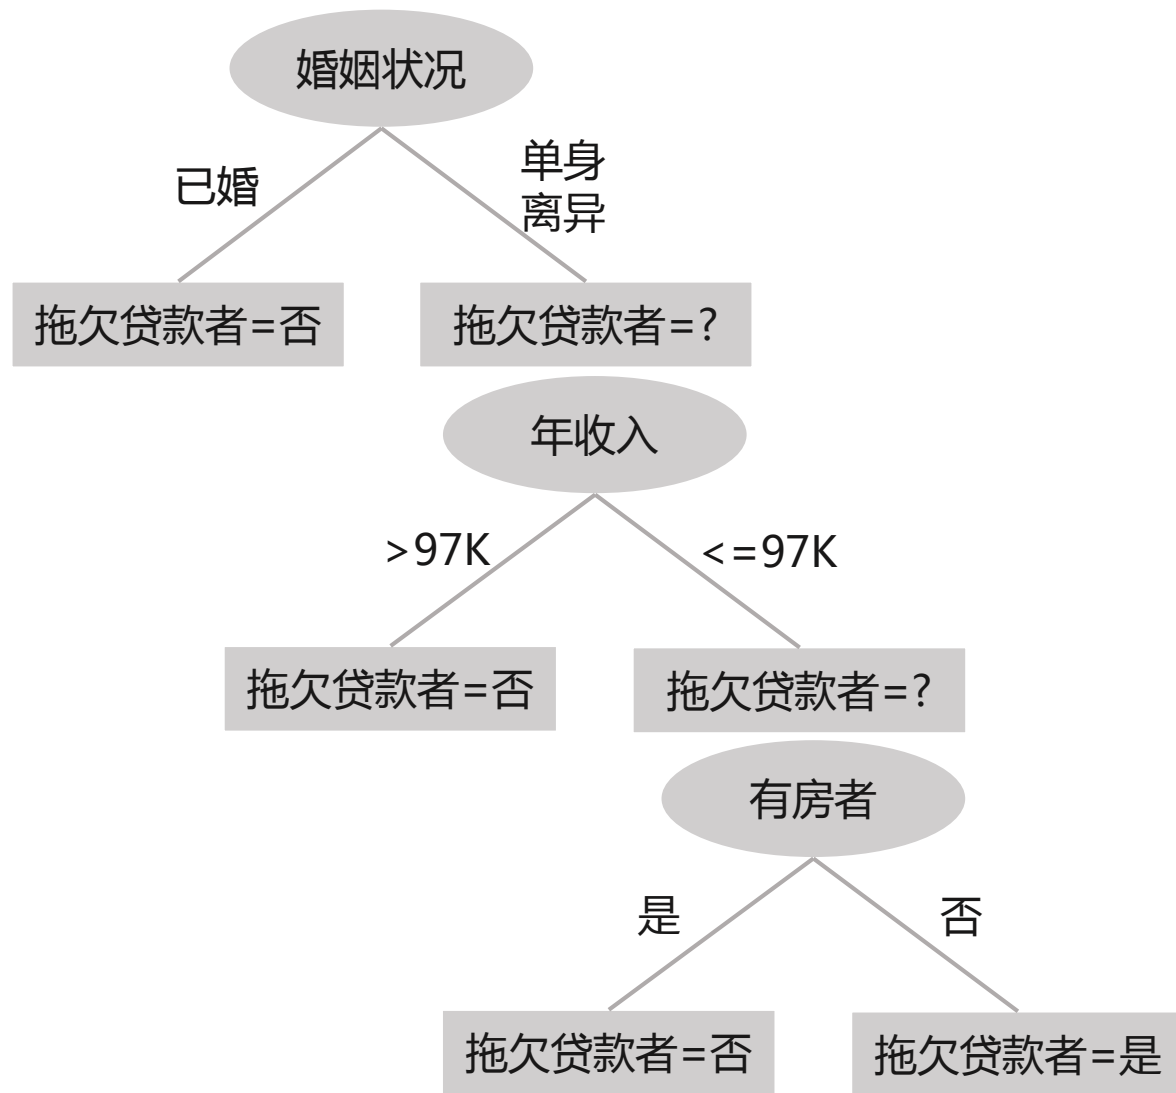 婚姻状况
已婚
单身
离异
拖欠贷款者=否
拖欠贷款者=?
年收入
>97K
<=97K
拖欠贷款者=否
拖欠贷款者=?
有房者
是
否
拖欠贷款者=否
拖欠贷款者=是